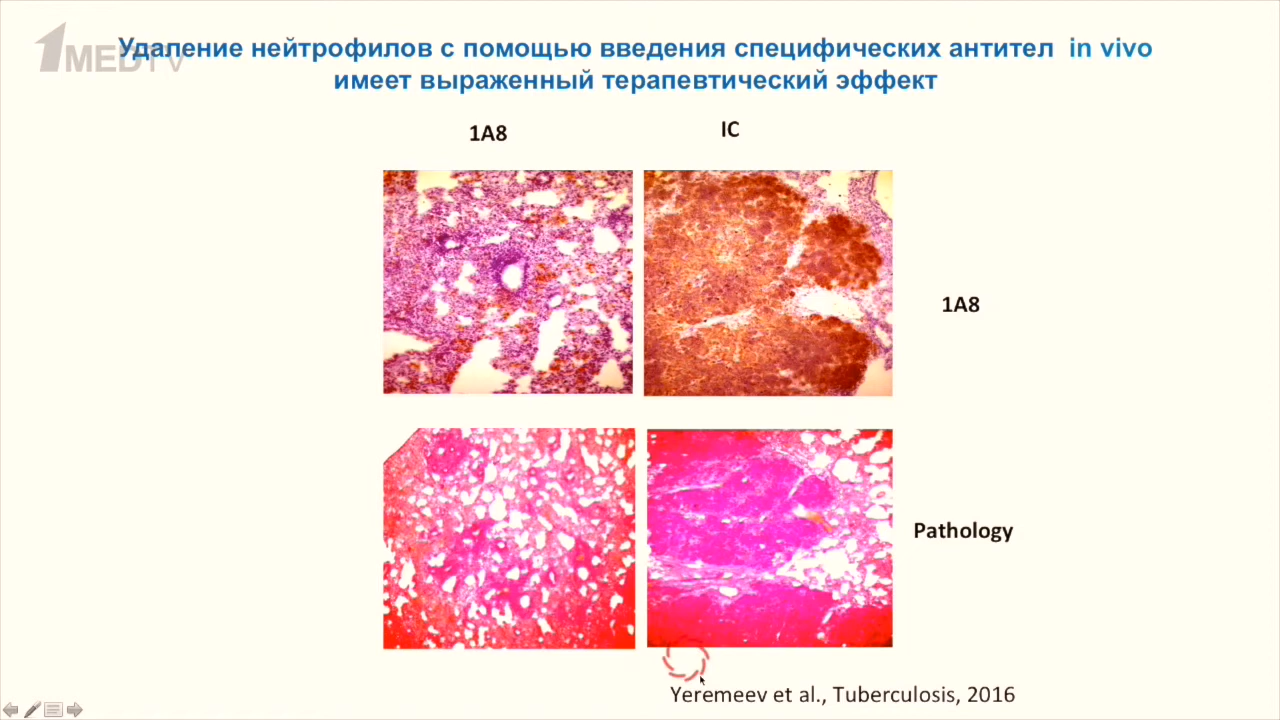 1MEDTV
Удаление нейтрофилов с помощью введения специфических антител in vivo
имеет выраженный терапевтический эффект
1A8
IC
1A8
Pathology
Yeremeev et al., Tuberculosis, 2016